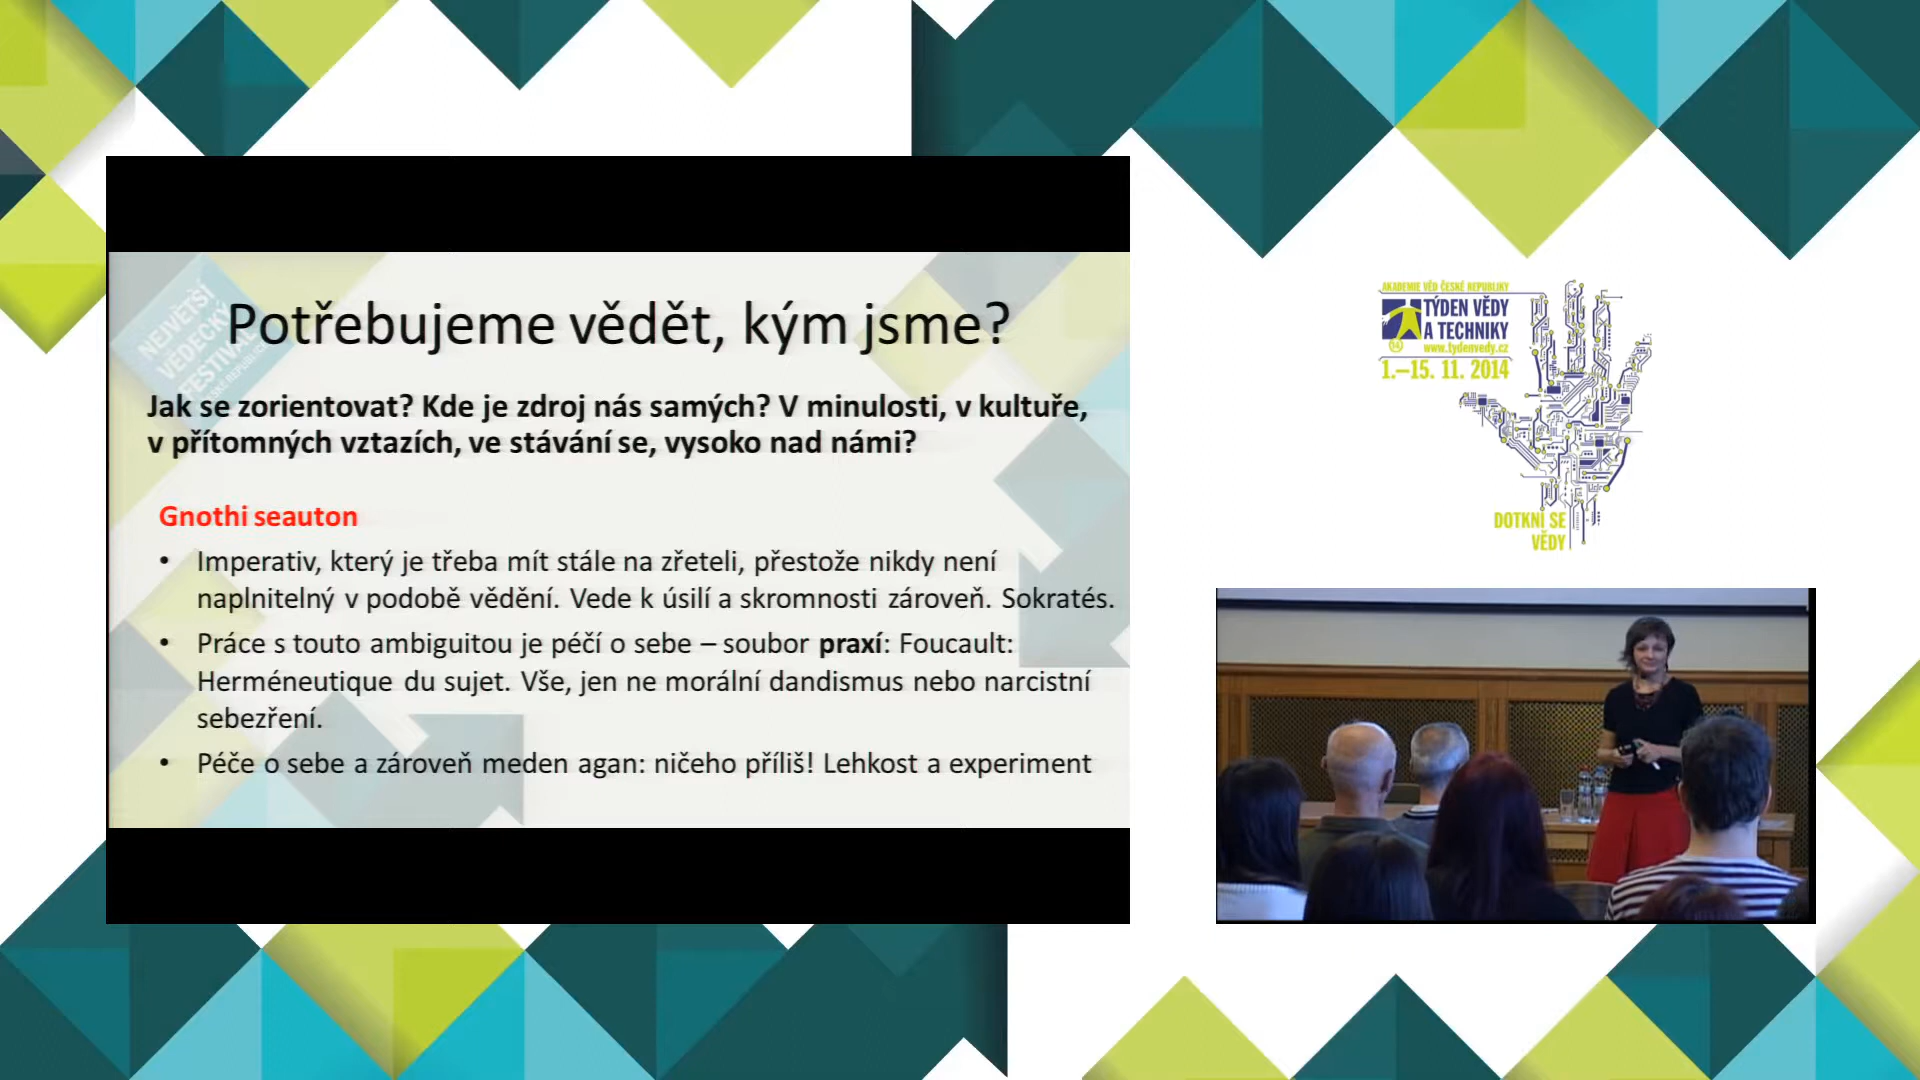 Potřebujeme vědět, kým jsme?
Jak se zorientovat? Kde je zdroj nás samých? V minulosti, v kultuře,
v přítomných vztazích, ve stávání se, vysoko nad námi?
Gnothi seauton
• Imperativ, který je třeba mít stále na zřeteli, přestože nikdy není
naplnitelný v podobě vědění. Vede k úsilí a skromnosti zároveň. Sokratés.
• Práce s touto ambiguitou je péčí o sebe – soubor praxí: Foucault:
Herméneutique du sujet. Vše, jen ne morální dandismus nebo narcistní
sebezření.
• Péče o sebe a zároveň meden agan: ničeho příliš! Lehkost a experiment
NEJVĚTŠÍ
VĚDECKÝ
FESTIVAL
AKADEMIE VĚD ČESKÉ REPUBLIKY
TÝDEN VĚDY
A TECHNIKY
www.tydenvedy.cz
1.–15. 11. 2014
DOTKNI SE
VĚDY